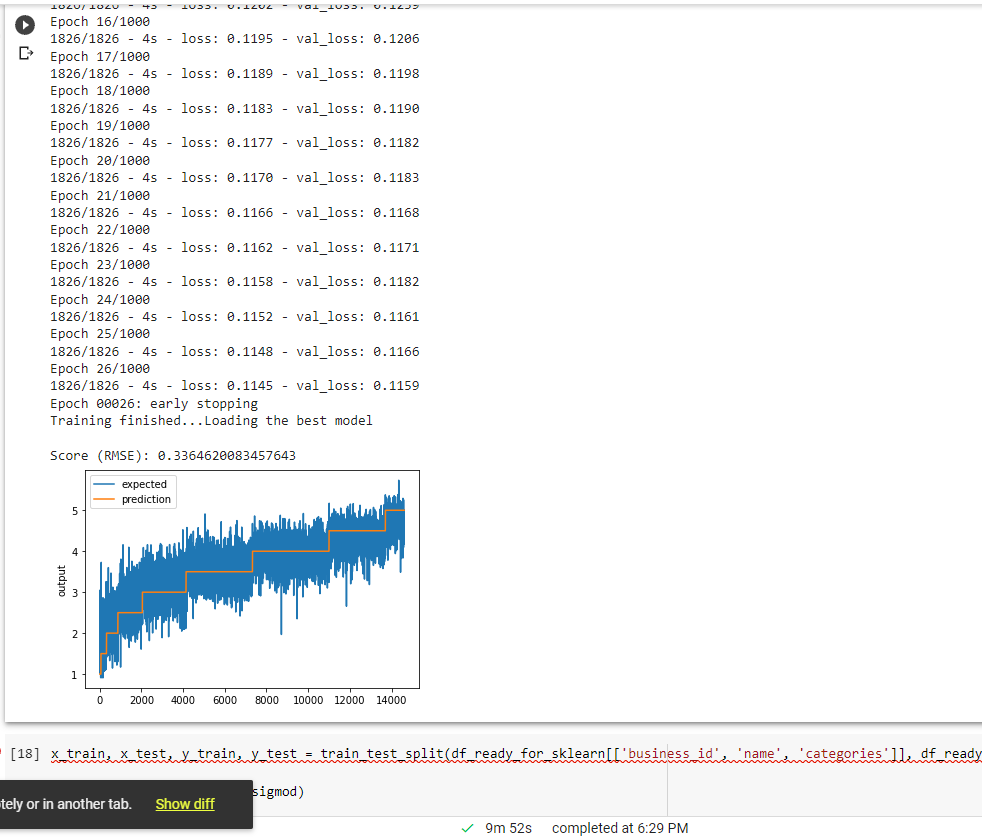 1826/1826 - 4s - loss: 0.1202 - val_loss: 0.1239
Epoch 16/1000
1826/1826 - 4s - loss: 0.1195 - val_loss: 0.1206
Epoch 17/1000
1826/1826 - 4s - loss: 0.1189 - val_loss: 0.1198
Epoch 18/1000
1826/1826 - 4s - loss: 0.1183 - val_loss: 0.1190
Epoch 19/1000
1826/1826 - 4s - loss: 0.1177 - val_loss: 0.1182
Epoch 20/1000
1826/1826 - 4s - loss: 0.1170 - val_loss: 0.1183
Epoch 21/1000
1826/1826 - 4s - loss: 0.1166 - val_loss: 0.1168
Epoch 22/1000
1826/1826 - 4s - loss: 0.1162 - val_loss: 0.1171
Epoch 23/1000
1826/1826 - 4s - loss: 0.1158 - val_loss: 0.1182
Epoch 24/1000
1826/1826 - 4s - loss: 0.1152 - val_loss: 0.1161
Epoch 25/1000
1826/1826 - 4s - loss: 0.1148 - val_loss: 0.1166
Epoch 26/1000
1826/1826 - 4s - loss: 0.1145 - val_loss: 0.1159
Epoch 00026: early stopping
Training finished...Loading the best model
Score (RMSE): 0.3364620083457643
expected
prediction
5
4
3
2
1
output
0 2000 4000 6000 8000 10000 12000 14000
[18] x_train, x_test, y_train, y_test = train_test_split(df_ready_for_sklearn[['business_id', 'name', 'categories']], df_ready
sigmod)
tely or in another tab. Show diff
9m 52s completed at 6:29 PM